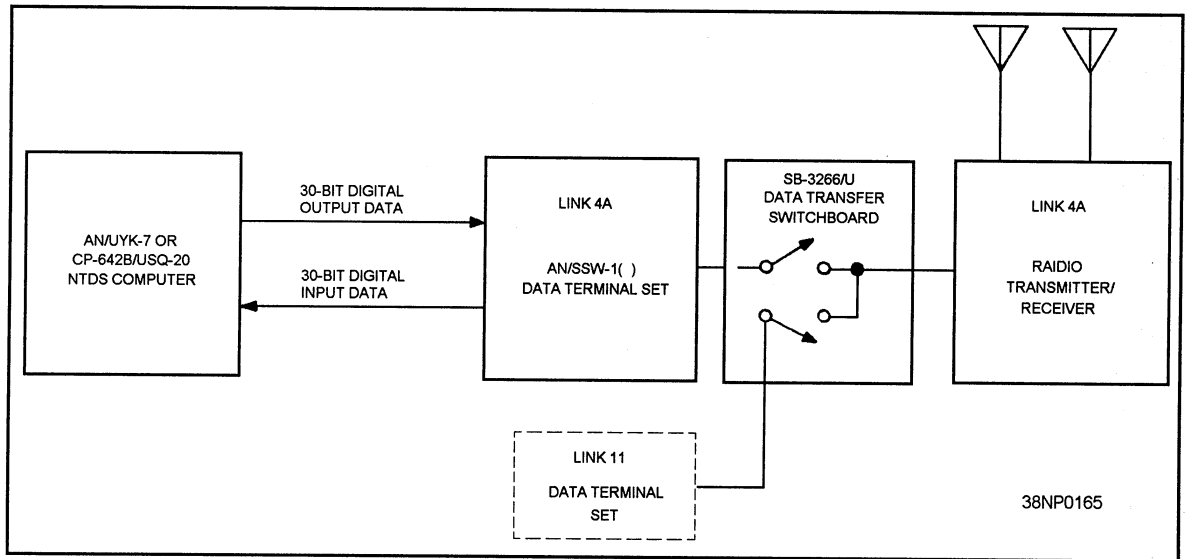 AN/UYK-7 OR
CP-642B/USQ-20
NTDS COMPUTER
30-BIT DIGITAL
OUTPUT DATA
30-BIT DIGITAL
INPUT DATA
LINK 4A
AN/SSW-1( )
DATA TERMINAL SET
SB-3266/U
DATA TRANSFER
SWITCHBOARD
LINK 4A
RAIDIO
TRANSMITTER/
RECEIVER
LINK 11
DATA TERMINAL
SET
38NP0165